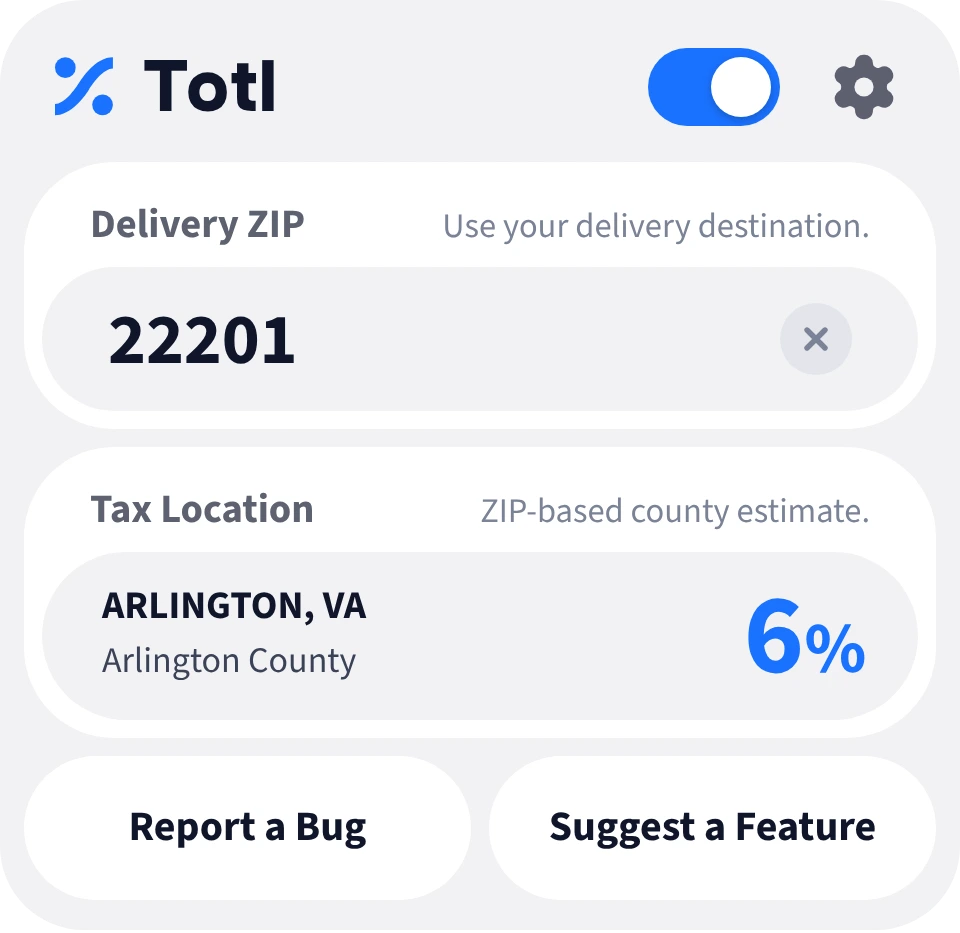 Totl
Delivery ZIP
Use your delivery destination.
22201
Tax Location
ZIP-based county estimate.
ARLINGTON, VA
Arlington County
6%
Report a Bug
Suggest a Feature